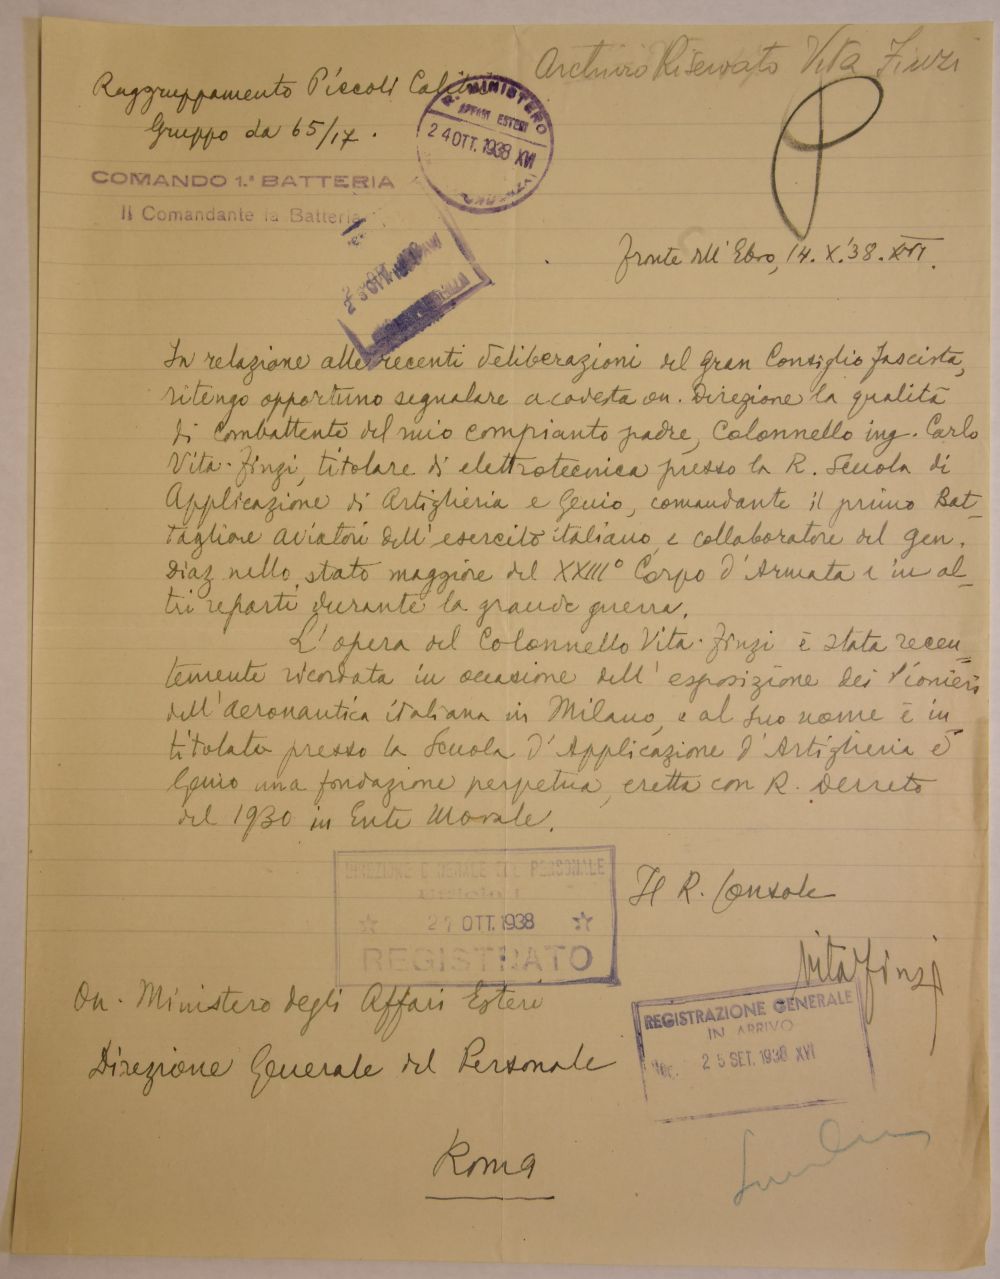 Archivio Riservato Vita Finzi
Raggruppamento Piccoli Calibri
Gruppo da 65/17.
R. MINISTERO
AFFARI ESTERI
24 OTT. 1938 XVI
COMANDO 1.ª BATTERIA
Il Comandante la Batteria
Fronte dell'Ebro, 14. X.'38. XVI.
In relazione alle recenti deliberazioni del Gran Consiglio Fascista,
ritengo opportuno segnalare a codesta on. Direzione la qualità
di Combattente del mio compianto padre, Colonnello ing. Carlo
Vita-Finzi, titolare di elettrotecnica presso la R. Scuola di
Applicazione di Artiglieria e Genio, comandante il primo Bat-
taglione Aviatori dell'esercito italiano, e collaboratore del gen.
Diaz nello stato maggiore del XXIII° Corpo d'Armata e in al-
tri reparti durante la grande guerra.
L'opera del Colonnello Vita-Finzi è stata recen-
temente ricordata in occasione dell'esposizione dei Pionieri
dell'Aeronautica italiana in Milano, e al suo nome è in-
titolata presso la Scuola d'Applicazione d'Artiglieria e
Genio una fondazione perpetua, eretta con R. Decreto
del 1930 in Ente Morale.
DIREZIONE GENERALE DEL PERSONALE
Ufficio I
OTT. 1938
REGISTRATO
Il R. Console
Vita Finzi
On. Ministero degli Affari Esteri
REGISTRAZIONE GENERALE
IN ARRIVO
25 SET. 1938 XVI
Direzione Generale del Personale
Roma